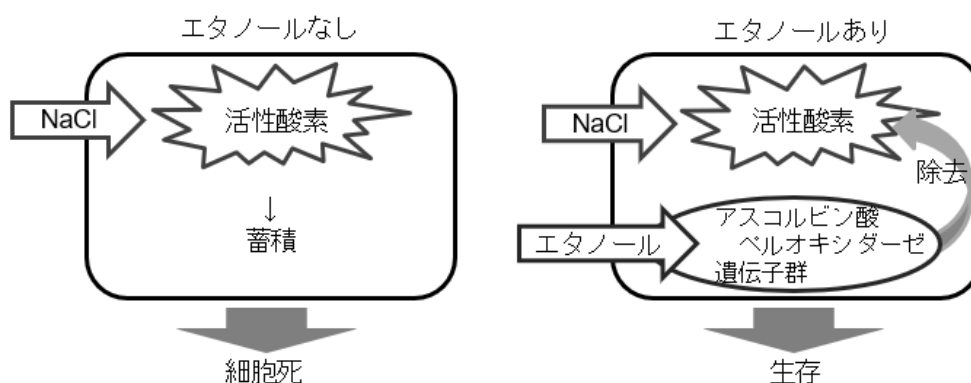 エタノールなし
NaCl
活性酸素
↓
蓄積
細胞死
エタノールあり
NaCl
活性酸素
除去
エタノール
アスコルビン酸
ペルオキシダーゼ
遺伝子群
生存